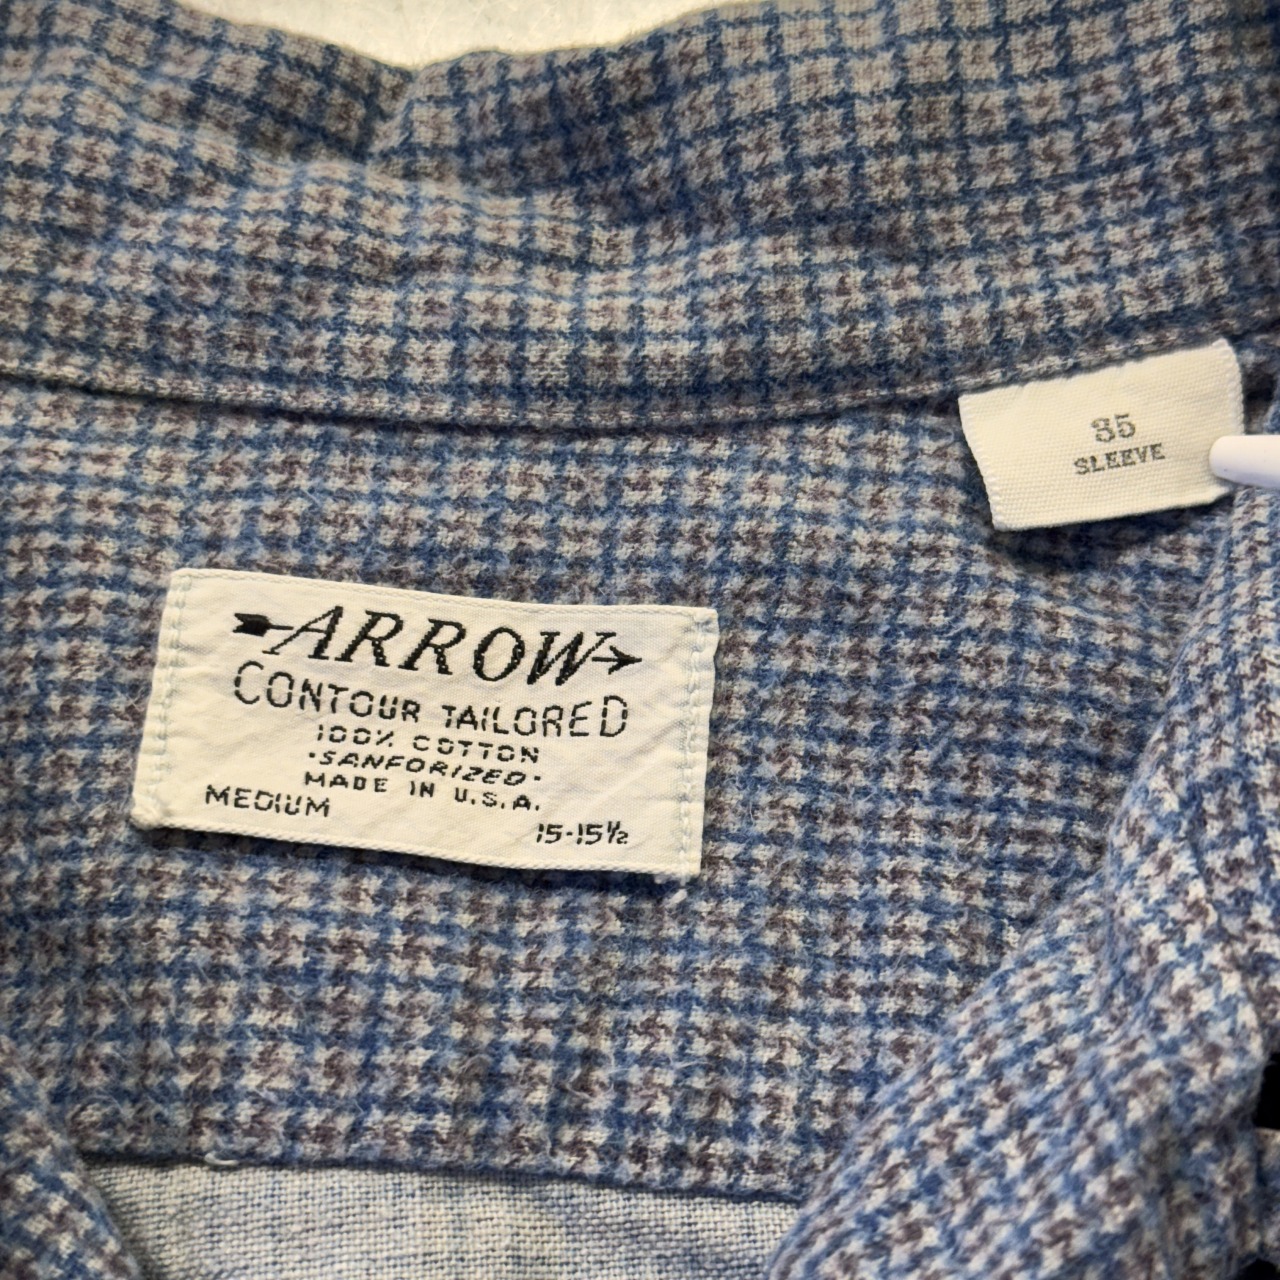 ARROW
CONTOUR TAILORED
100% COTTON
·SANFORIZED·
MADE IN U.S.A.
MEDIUM
15-15½
35
SLEEVE